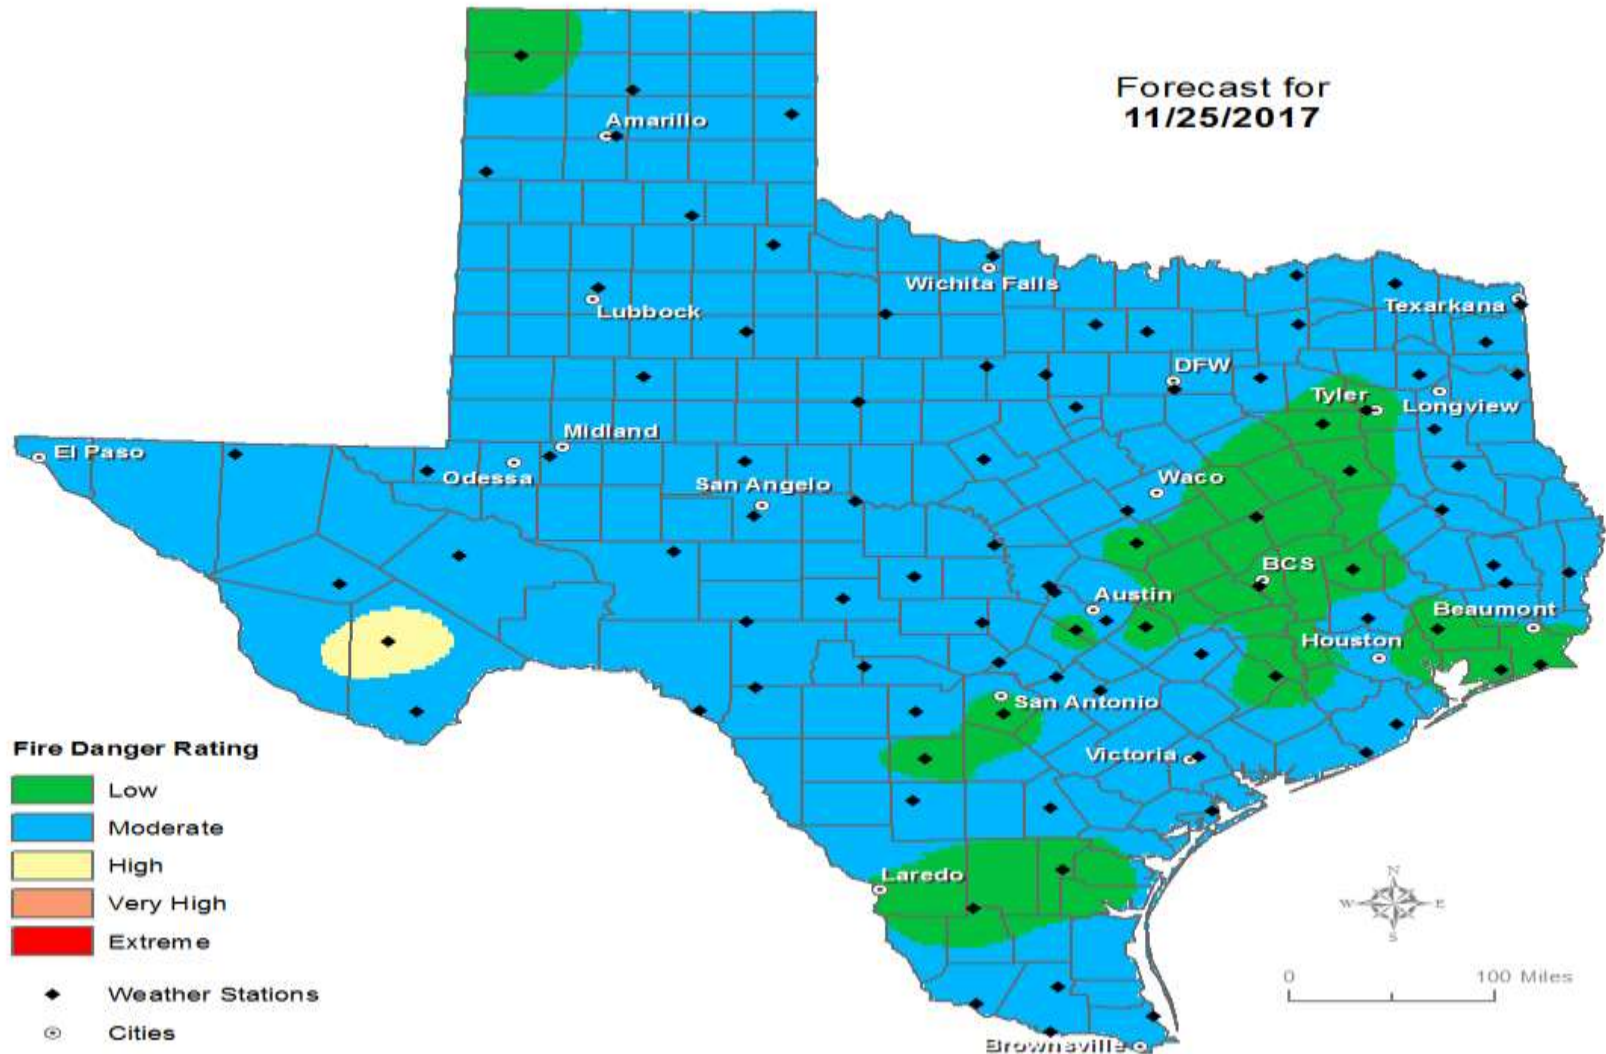 Forecast for
11/25/2017
Amarillo
Wichita Falls
Lubbock
Texarkana
DFW
Tyler
Longview
Midland
El Paso
Odessa
San Angelo
Waco
BCS
Austin
Beaumont
Houston
San Antonio
Victoria
Laredo
Brownsville
Fire Danger Rating
Low
Moderate
High
Very High
Extreme
Weather Stations
Cities
N
W E
S
0 100 Miles